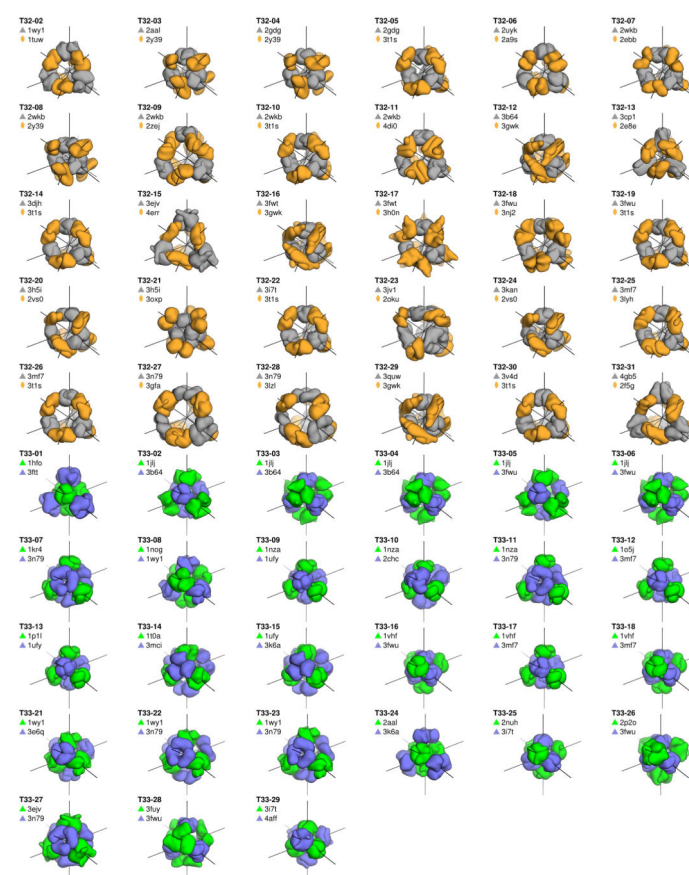 T32-02
1wy1
1tuw
T32-03
2aal
2y39
T32-04
2gdg
2y39
T32-05
2gdg
3t1s
T32-06
2uyk
2a9s
T32-07
2wkb
2ebb
T32-08
2wkb
2y39
T32-09
2wkb
2zej
T32-10
2wkb
3t1s
T32-11
2wkb
4di0
T32-12
3b64
3gwk
T32-13
3cp1
2e8e
T32-14
3djh
3t1s
T32-15
3ejv
4err
T32-16
3fwt
3gwk
T32-17
3fwt
3h0n
T32-18
3fwu
3nj2
T32-19
3fwu
3t1s
T32-20
3h5i
2vs0
T32-21
3h5i
3oxp
T32-22
3i7t
3t1s
T32-23
3jv1
2oku
T32-24
3kan
2vs0
T32-25
3mf7
3lyh
T32-26
3mf7
3t1s
T32-27
3n79
3gfa
T32-28
3n79
3lzl
T32-29
3quw
3gwk
T32-30
3v4d
3t1s
T32-31
4gb5
2f5g
T33-01
1hfo
3ftt
T33-02
1jlj
3b64
T33-03
1jlj
3b64
T33-04
1jlj
3b64
T33-05
1jlj
3fwu
T33-06
1jlj
3fwu
T33-07
1kr4
3n79
T33-08
1nog
1wy1
T33-09
1nza
1ufy
T33-10
1nza
2chc
T33-11
1nza
3n79
T33-12
1o5j
3mf7
T33-13
1p1l
1ufy
T33-14
1t0a
3mci
T33-15
1ufy
3k6a
T33-16
1vhf
3fwu
T33-17
1vhf
3mf7
T33-18
1vhf
3mf7
T33-21
1wy1
3e6q
T33-22
1wy1
3n79
T33-23
1wy1
3n79
T33-24
2aal
3k6a
T33-25
2nuh
3i7t
T33-26
2p2o
3fwu
T33-27
3ejv
3n79
T33-28
3fuy
3fwu
T33-29
3i7t
4aff